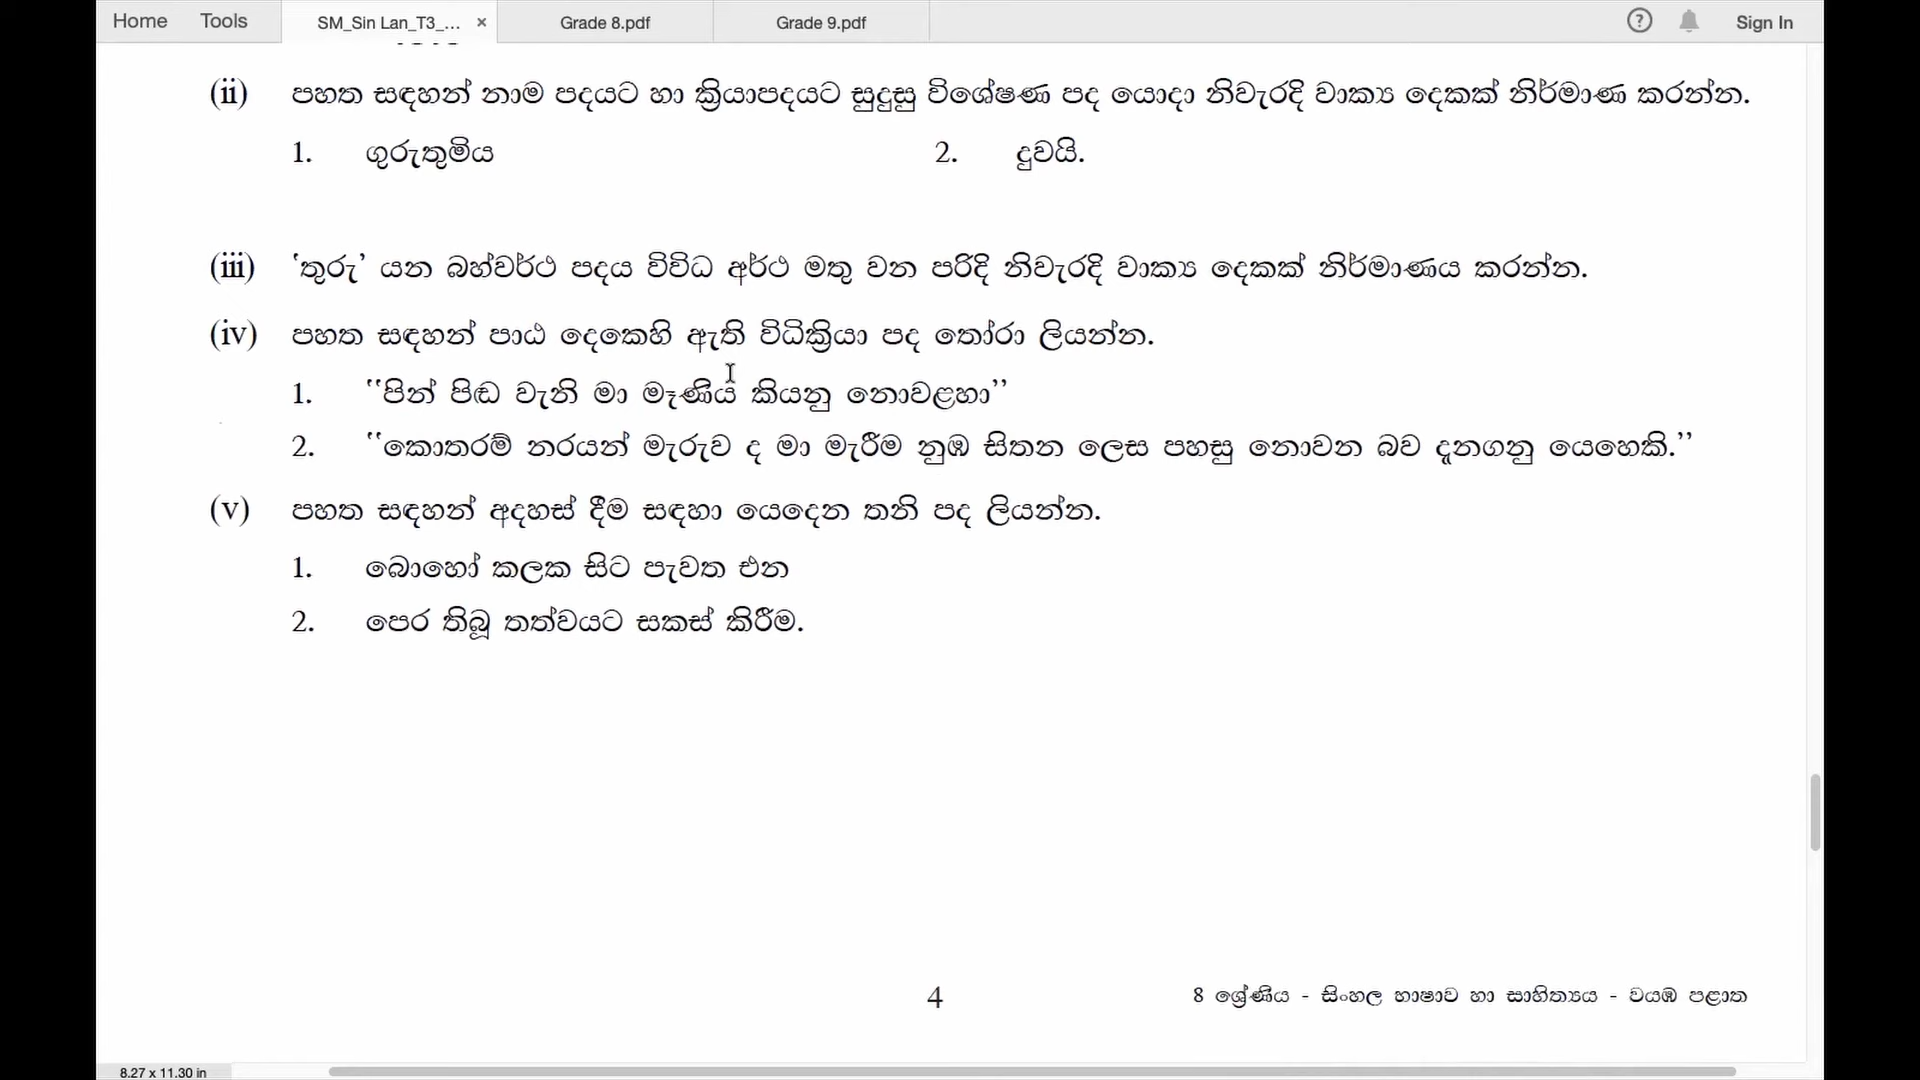 Home Tools SM_Sin Lan_T3_... × Grade 8.pdf Grade 9.pdf ? Sign In
(ii) පහත සඳහන් නාම පදයට හා ක්‍රියාපදයට සුදුසු විශේෂණ පද යොදා නිවැරදි වාක්‍ය දෙකක් නිර්මාණ කරන්න.
1. ගුරුතුමිය 2. දුවයි.
(iii) ‘තුරු’ යන බහ්වර්ථ පදය විවිධ අර්ථ මතු වන පරිදි නිවැරදි වාක්‍ය දෙකක් නිර්මාණය කරන්න.
(iv) පහත සඳහන් පාඨ දෙකෙහි ඇති විධික්‍රියා පද තෝරා ලියන්න.
1. “පින් පිඬ වැනි මා මෑණිය කියනු නොවළහා”
2. “කොතරම් නරයන් මැරුව ද මා මැරීම නුඹ සිතන ලෙස පහසු නොවන බව දැනගනු යෙහෙකි.”
(v) පහත සඳහන් අදහස් දීම සඳහා යෙදෙන තනි පද ලියන්න.
1. බොහෝ කලක සිට පැවත එන
2. පෙර තිබූ තත්වයට සකස් කිරීම.
4 8 ශ්‍රේණිය - සිංහල භාෂාව හා සාහිත්‍යය - වයඹ පළාත
8.27 x 11.30 in